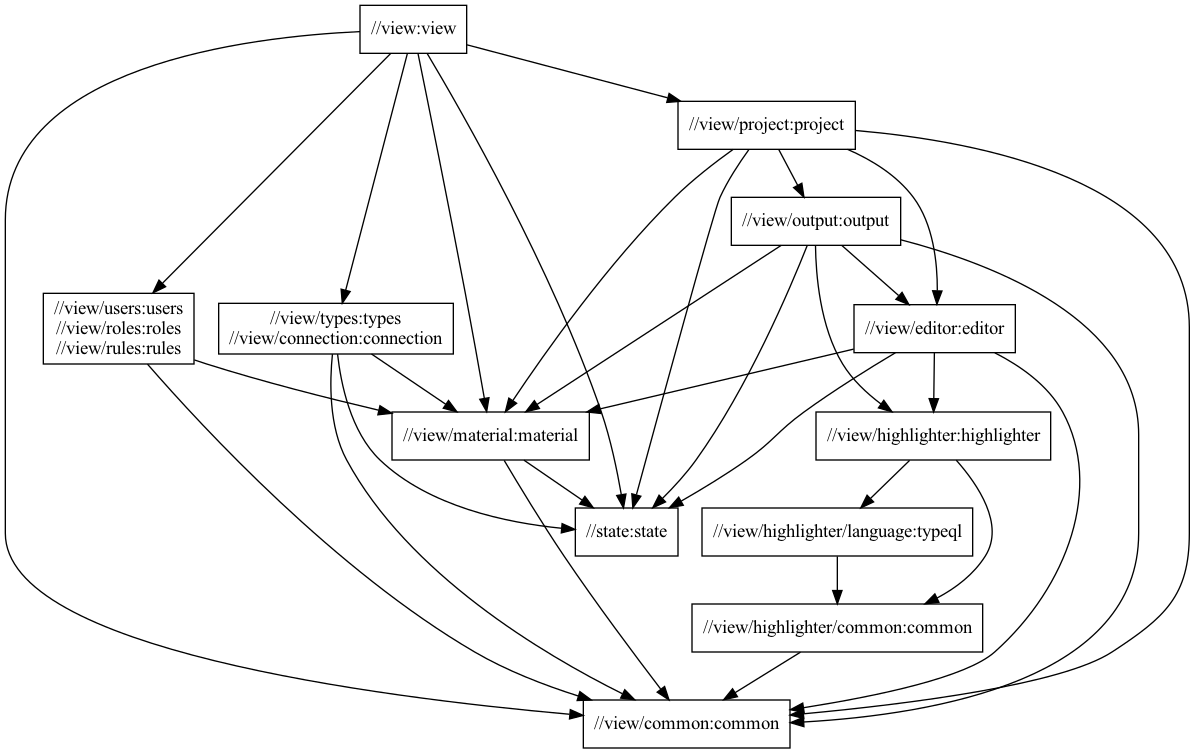 //view:view
//view/project:project
//view/output:output
//view/users:users
//view/roles:roles
//view/rules:rules
//view/types:types
//view/connection:connection
//view/editor:editor
//view/material:material
//view/highlighter:highlighter
//state:state
//view/highlighter/language:typeql
//view/highlighter/common:common
//view/common:common